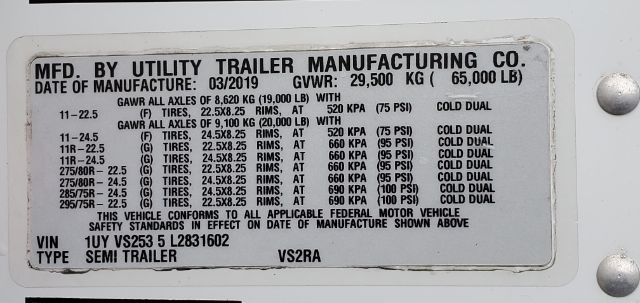 MFD. BY UTILITY TRAILER MANUFACTURING CO.
DATE OF MANUFACTURE: 03/2019 GVWR: 29,500 KG ( 65,000 LB)
GAWR ALL AXLES OF 8,620 KG (19,000 LB) WITH
11-22.5 (F) TIRES, 22.5X8.25 RIMS, AT 520 KPA (75 PSI) COLD DUAL
GAWR ALL AXLES OF 9,100 KG (20,000 LB) WITH
11-24.5 (F) TIRES, 24.5X8.25 RIMS, AT 520 KPA (75 PSI) COLD DUAL
11R-22.5 (G) TIRES, 22.5X8.25 RIMS, AT 660 KPA (95 PSI) COLD DUAL
11R-24.5 (G) TIRES, 24.5X8.25 RIMS, AT 660 KPA (95 PSI) COLD DUAL
275/80R-22.5 (G) TIRES, 22.5X8.25 RIMS, AT 660 KPA (95 PSI) COLD DUAL
275/80R-24.5 (G) TIRES, 24.5X8.25 RIMS, AT 660 KPA (95 PSI) COLD DUAL
285/75R-24.5 (G) TIRES, 24.5X8.25 RIMS, AT 690 KPA (100 PSI) COLD DUAL
295/75R-22.5 (G) TIRES, 22.5X8.25 RIMS, AT 690 KPA (100 PSI) COLD DUAL
THIS VEHICLE CONFORMS TO ALL APPLICABLE FEDERAL MOTOR VEHICLE
SAFETY STANDARDS IN EFFECT ON DATE OF MANUFACTURE SHOWN ABOVE
VIN 1UY VS253 5 L2831602
TYPE SEMI TRAILER VS2RA